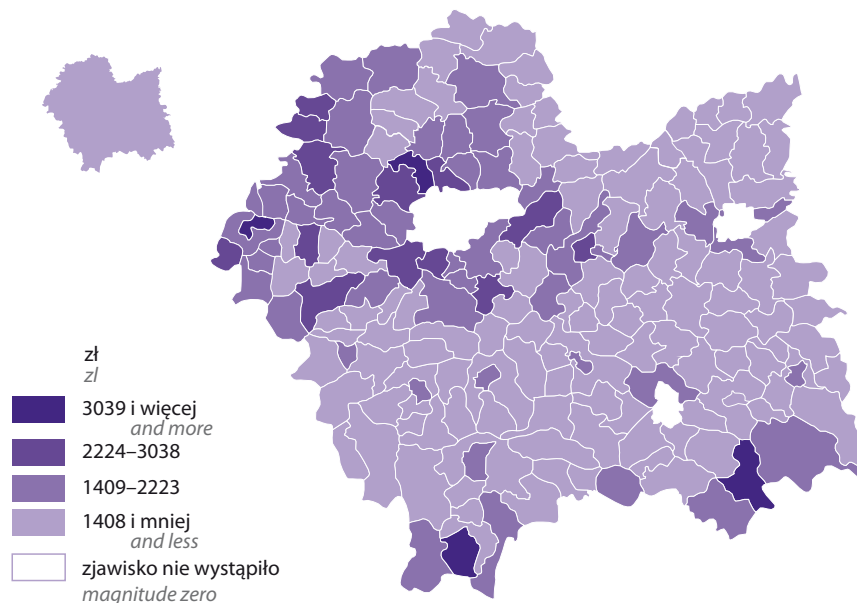 zł
zl
3039 i więcej
and more
2224–3038
1409–2223
1408 i mniej
and less
zjawisko nie wystąpiło
magnitude zero